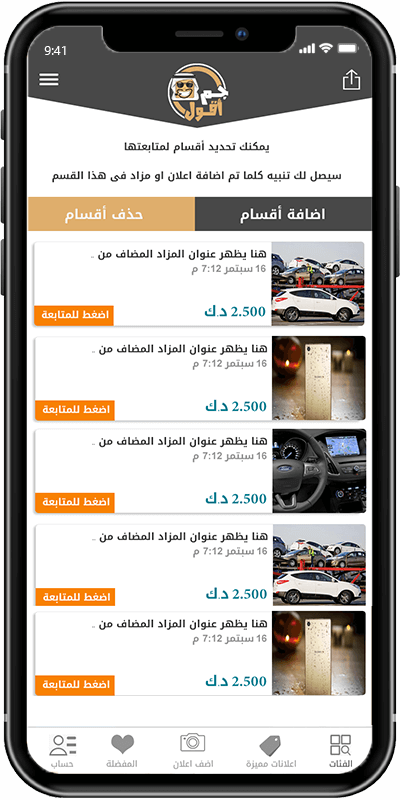 9:41
جم أقول
يمكنك تحديد أقسام لمتابعتها
سيصل لك تنبيه كلما تم اضافة اعلان او مزاد فى هذا القسم
اضافة أقسام
حذف أقسام
هنا يظهر عنوان المزاد المضاف من ..
16 سبتمر 7:12 م
2.500 د.ك
اضغط للمتابعة
هنا يظهر عنوان المزاد المضاف من ..
16 سبتمر 7:12 م
2.500 د.ك
اضغط للمتابعة
هنا يظهر عنوان المزاد المضاف من ..
16 سبتمر 7:12 م
2.500 د.ك
اضغط للمتابعة
هنا يظهر عنوان المزاد المضاف من ..
16 سبتمر 7:12 م
2.500 د.ك
اضغط للمتابعة
هنا يظهر عنوان المزاد المضاف من ..
16 سبتمر 7:12 م
2.500 د.ك
اضغط للمتابعة
الفئات
اعلانات مميزة
اضف اعلان
المفضلة
حساب